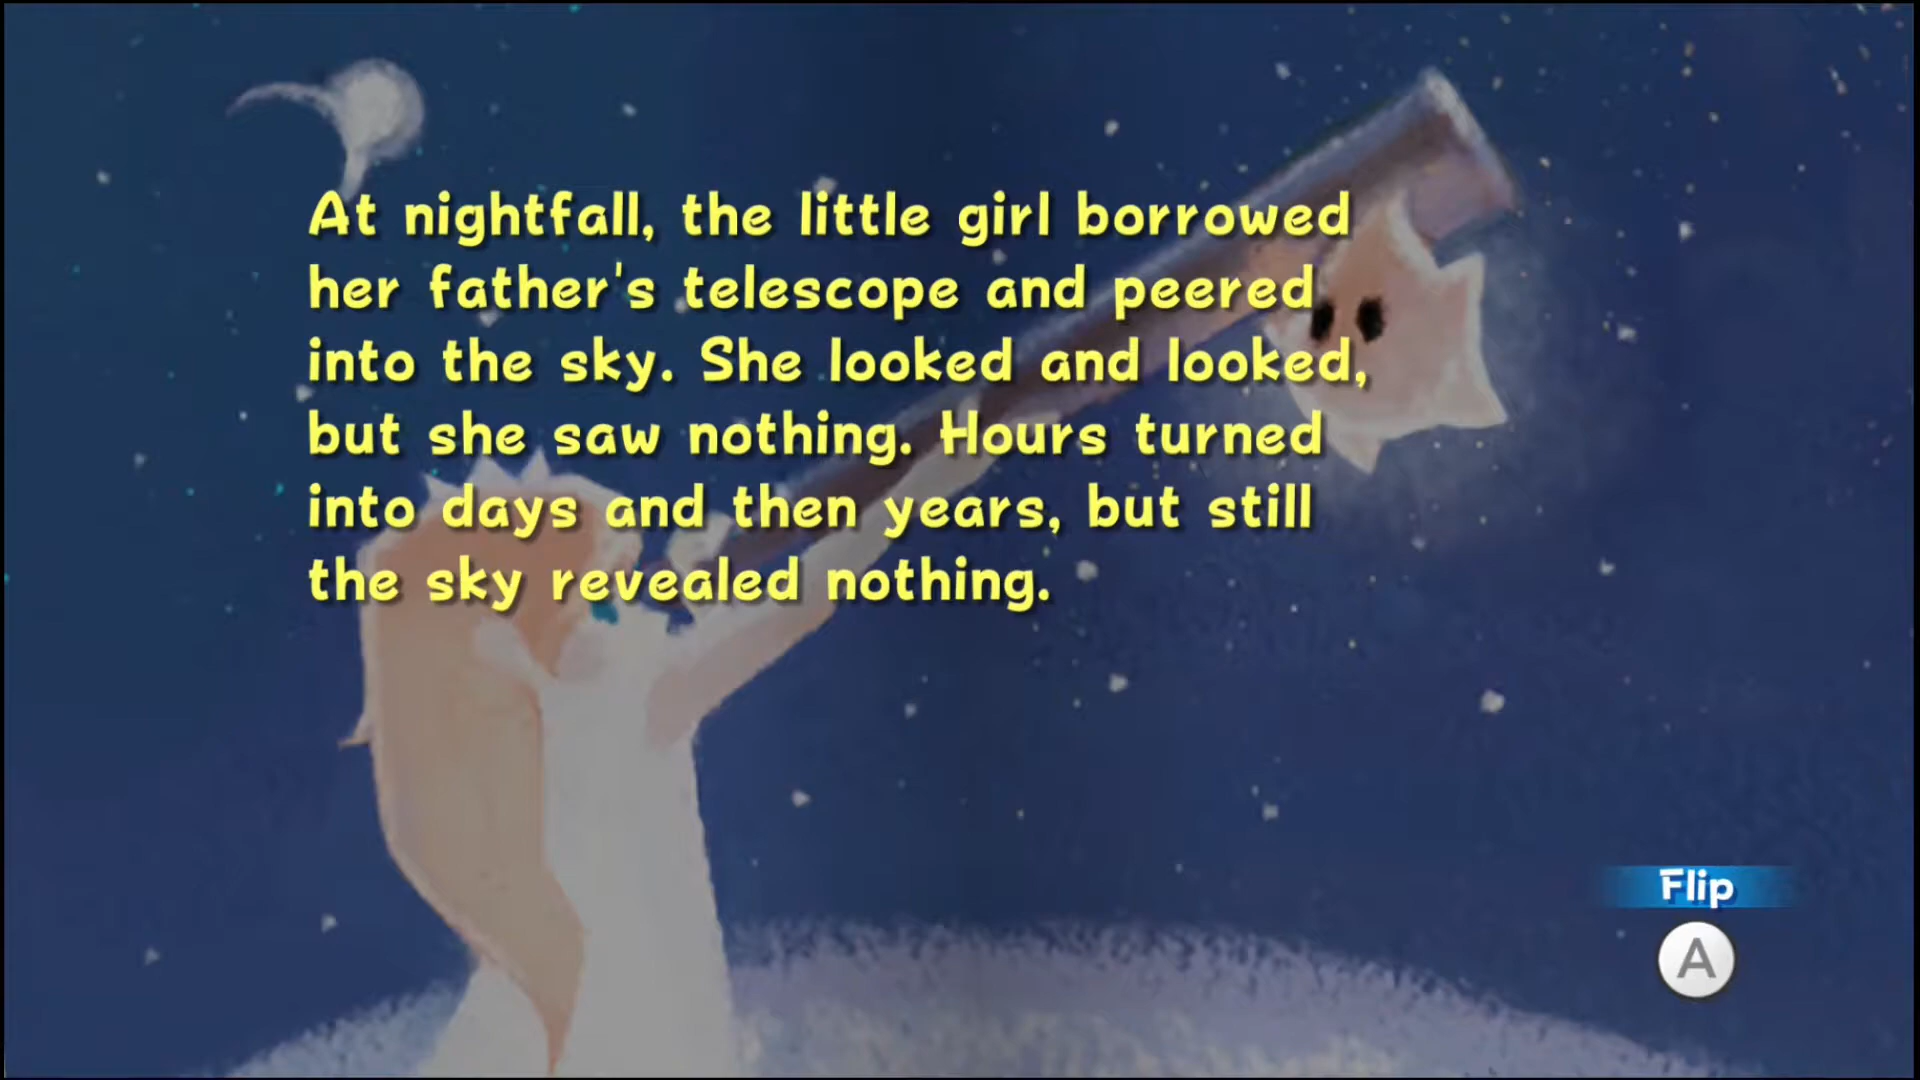 At nightfall, the little girl borrowed
her father's telescope and peered
into the sky. She looked and looked,
but she saw nothing. Hours turned
into days and then years, but still
the sky revealed nothing.
Flip
A